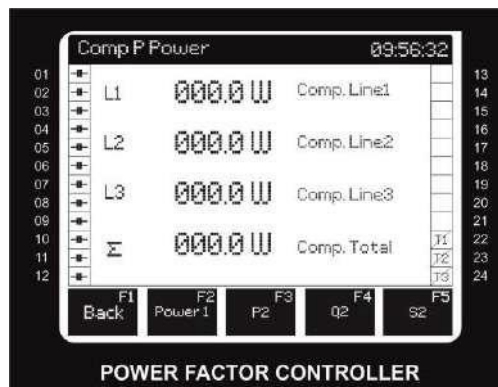 Comp P Power 09:56:32
01 13
02 14
03 15
04 16
05 17
06 18
07 19
08 20
09 21
10 T1 22
11 T2 23
12 T3 24
L1 000.0 W Comp. Line1
L2 000.0 W Comp. Line2
L3 000.0 W Comp. Line3
Σ 000.0 W Comp. Total
F1 F2 F3 F4 F5
Back Power 1 P2 Q2 S2
POWER FACTOR CONTROLLER